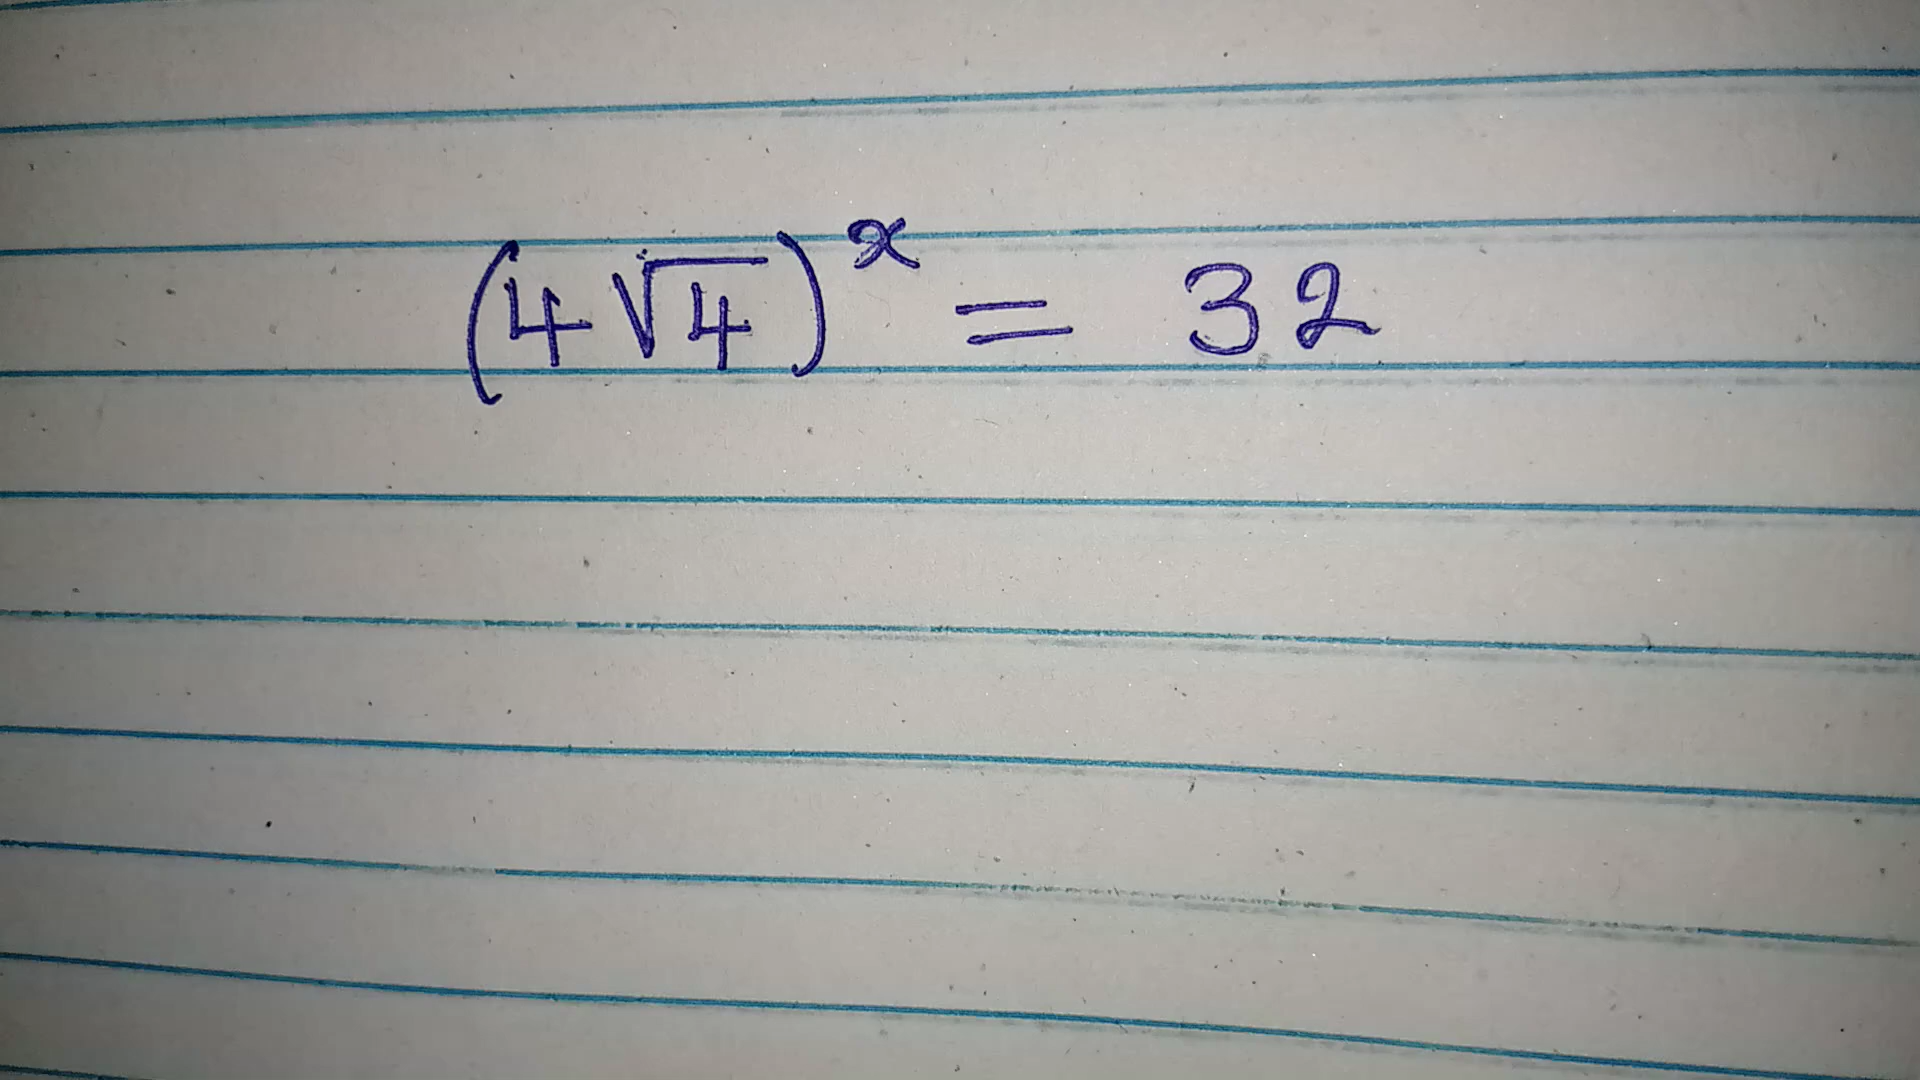 (4√4)ˣ = 32